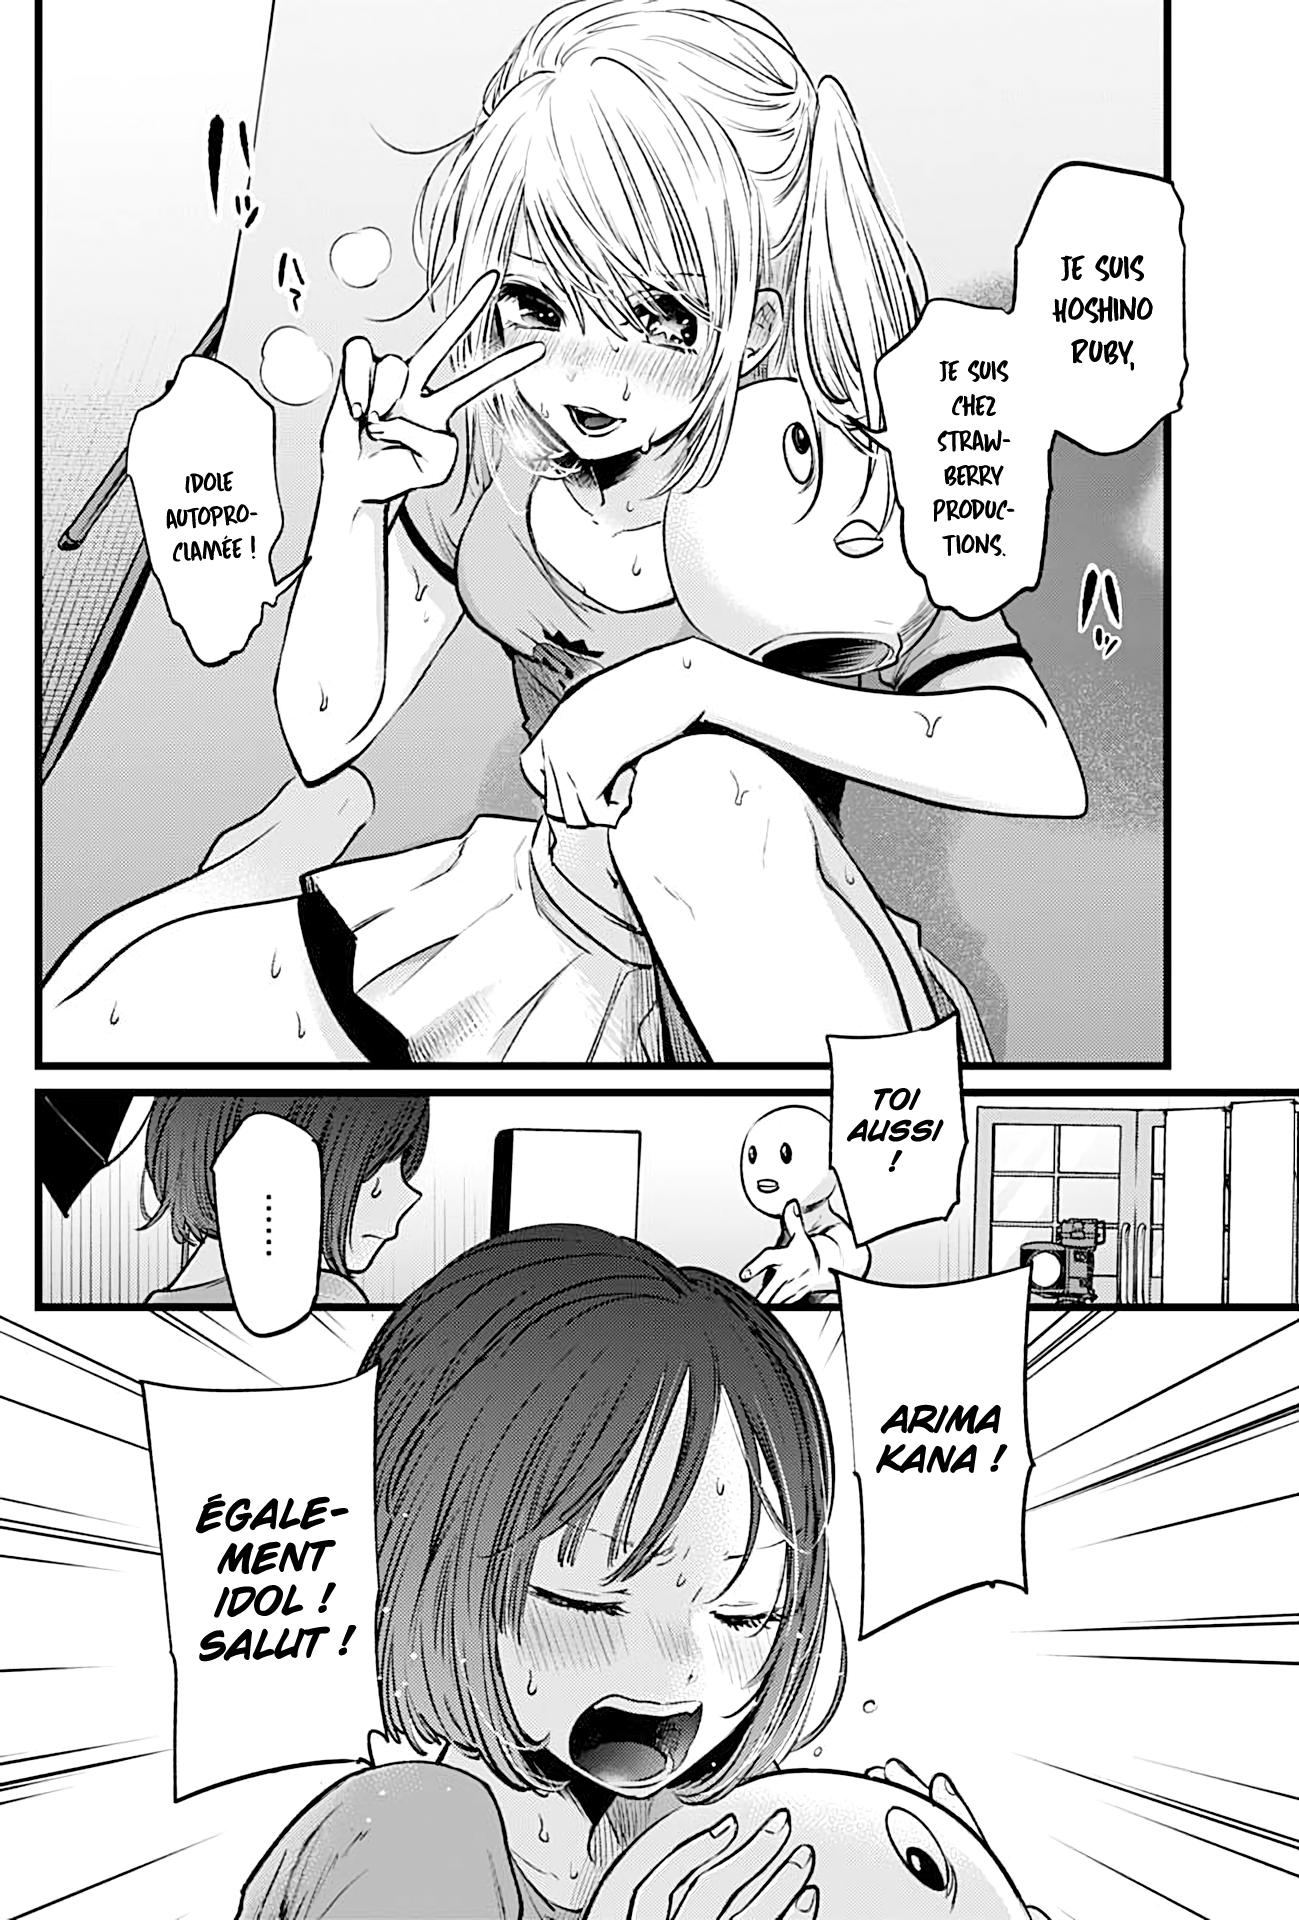 JE SUIS
HOSHINO
RUBY,
JE SUIS
CHEZ
STRAW-
BERRY
PRODUC-
TIONS.
IDOLE
AUTOPRO-
CLAMÉE !
TOI
AUSSI
!
.......
ARIMA
KANA !
ÉGALE-
MENT
IDOL !
SALUT !